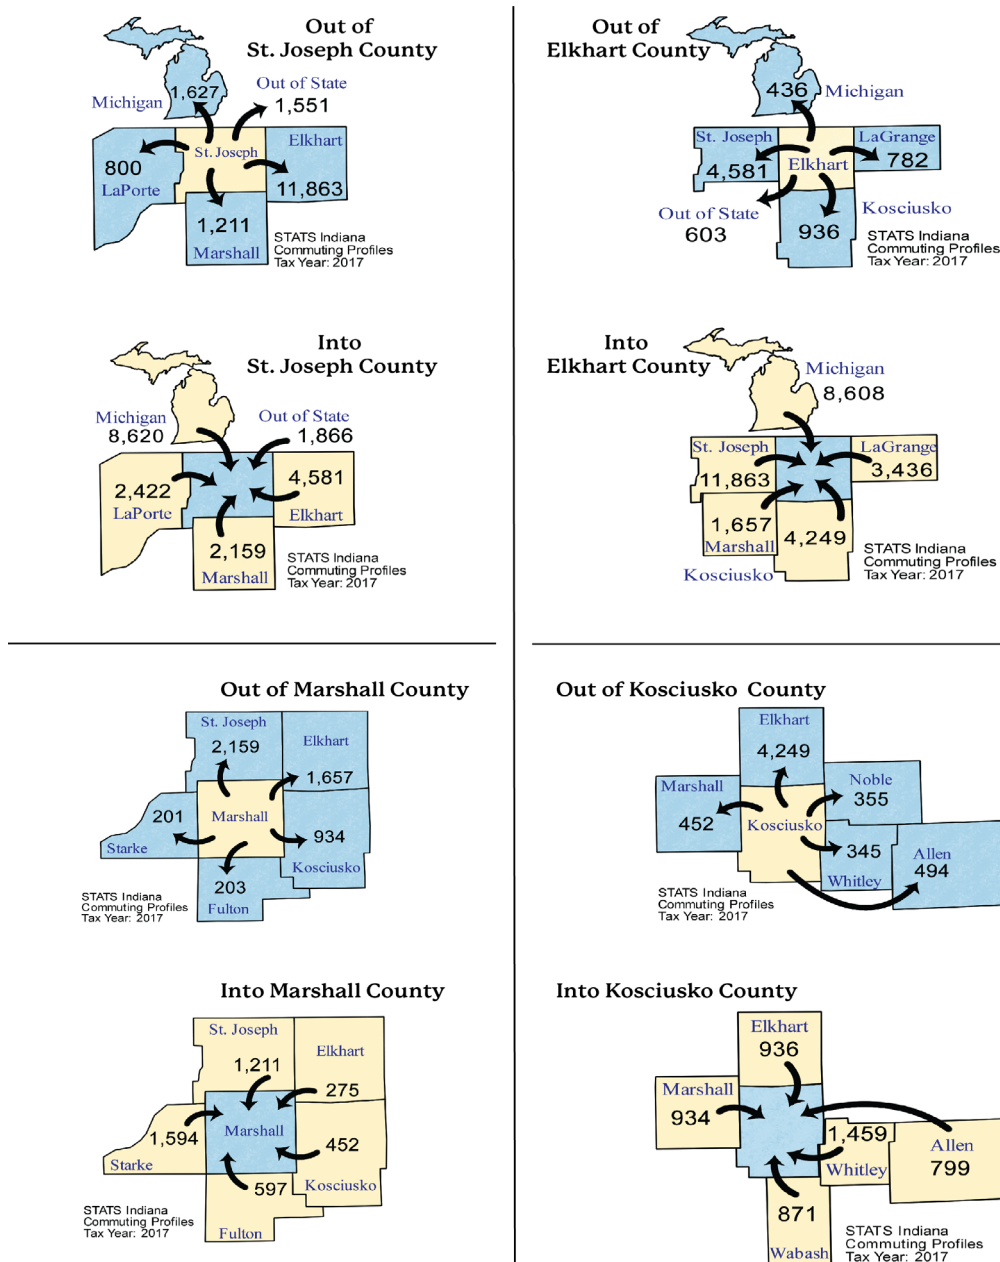 Out of
St. Joseph County
1,627
Michigan
Out of State
1,551
St. Joseph
Elkhart
800
LaPorte
11,863
1,211
Marshall
STATS Indiana
Commuting Profiles
Tax Year: 2017
Out of
Elkhart County
436
Michigan
St. Joseph
4,581
Elkhart
LaGrange
782
Out of State
603
936
Kosciusko
STATS Indiana
Commuting Profiles
Tax Year: 2017
Into
St. Joseph County
Michigan
8,620
Out of State
1,866
2,422
LaPorte
4,581
Elkhart
2,159
Marshall
STATS Indiana
Commuting Profiles
Tax Year: 2017
Into
Elkhart County
Michigan
8,608
St. Joseph
11,863
LaGrange
3,436
1,657
Marshall
4,249
Kosciusko
STATS Indiana
Commuting Profiles
Tax Year: 2017
Out of Marshall County
St. Joseph
2,159
Elkhart
1,657
201
Starke
Marshall
934
Kosciusko
203
Fulton
STATS Indiana
Commuting Profiles
Tax Year: 2017
Out of Kosciusko County
Elkhart
4,249
Marshall
452
Kosciusko
Noble
355
345
Whitley
Allen
494
STATS Indiana
Commuting Profiles
Tax Year: 2017
Into Marshall County
St. Joseph
1,211
Elkhart
275
1,594
Starke
Marshall
452
Kosciusko
597
Fulton
STATS Indiana
Commuting Profiles
Tax Year: 2017
Into Kosciusko County
Elkhart
936
Marshall
934
1,459
Whitley
Allen
799
871
Wabash
STATS Indiana
Commuting Profiles
Tax Year: 2017